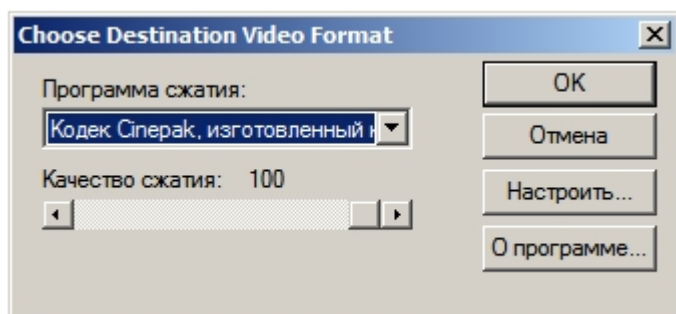 Choose Destination Video Format
Программа сжатия:
Кодек Cinepak, изготовленный
Качество сжатия: 100
OK
Отмена
Настроить...
О программе...